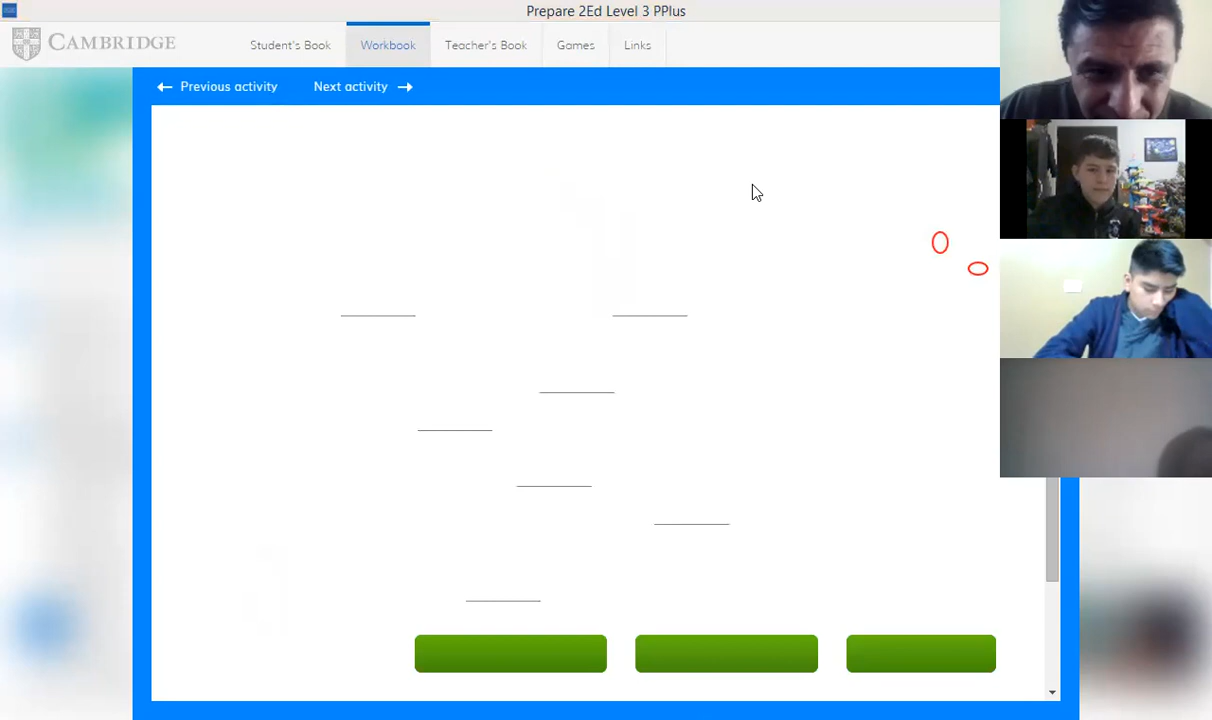 Prepare 2Ed Level 3 PPlus
CAMBRIDGE
Student's Book
Workbook
Teacher's Book
Games
Links
← Previous activity
Next activity →